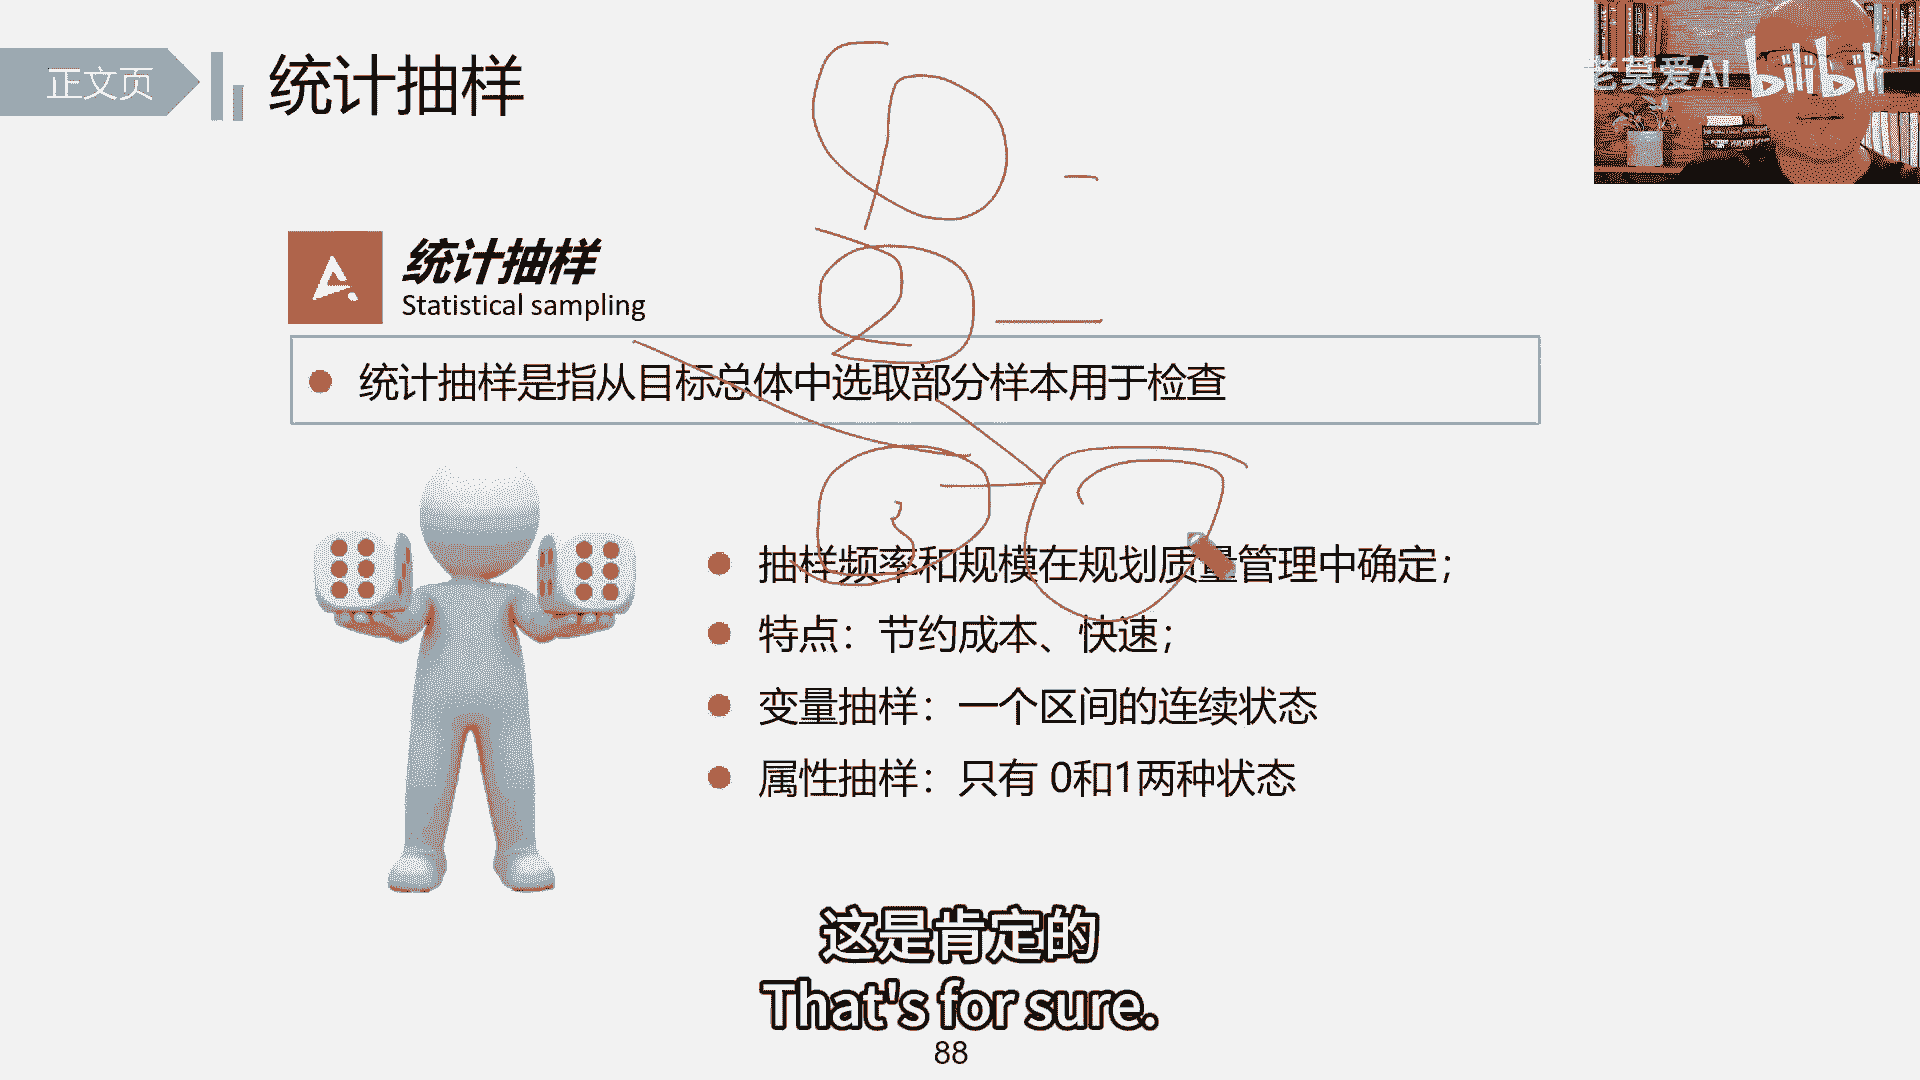 正文页
统计抽样
老莫爱AI
bilibili
统计抽样
Statistical sampling
统计抽样是指从目标总体中选取部分样本用于检查
抽样频率和规模在规划质量管理中确定；
特点：节约成本、快速；
变量抽样：一个区间的连续状态
属性抽样：只有 0和1两种状态
这是肯定的
That's for sure.
88